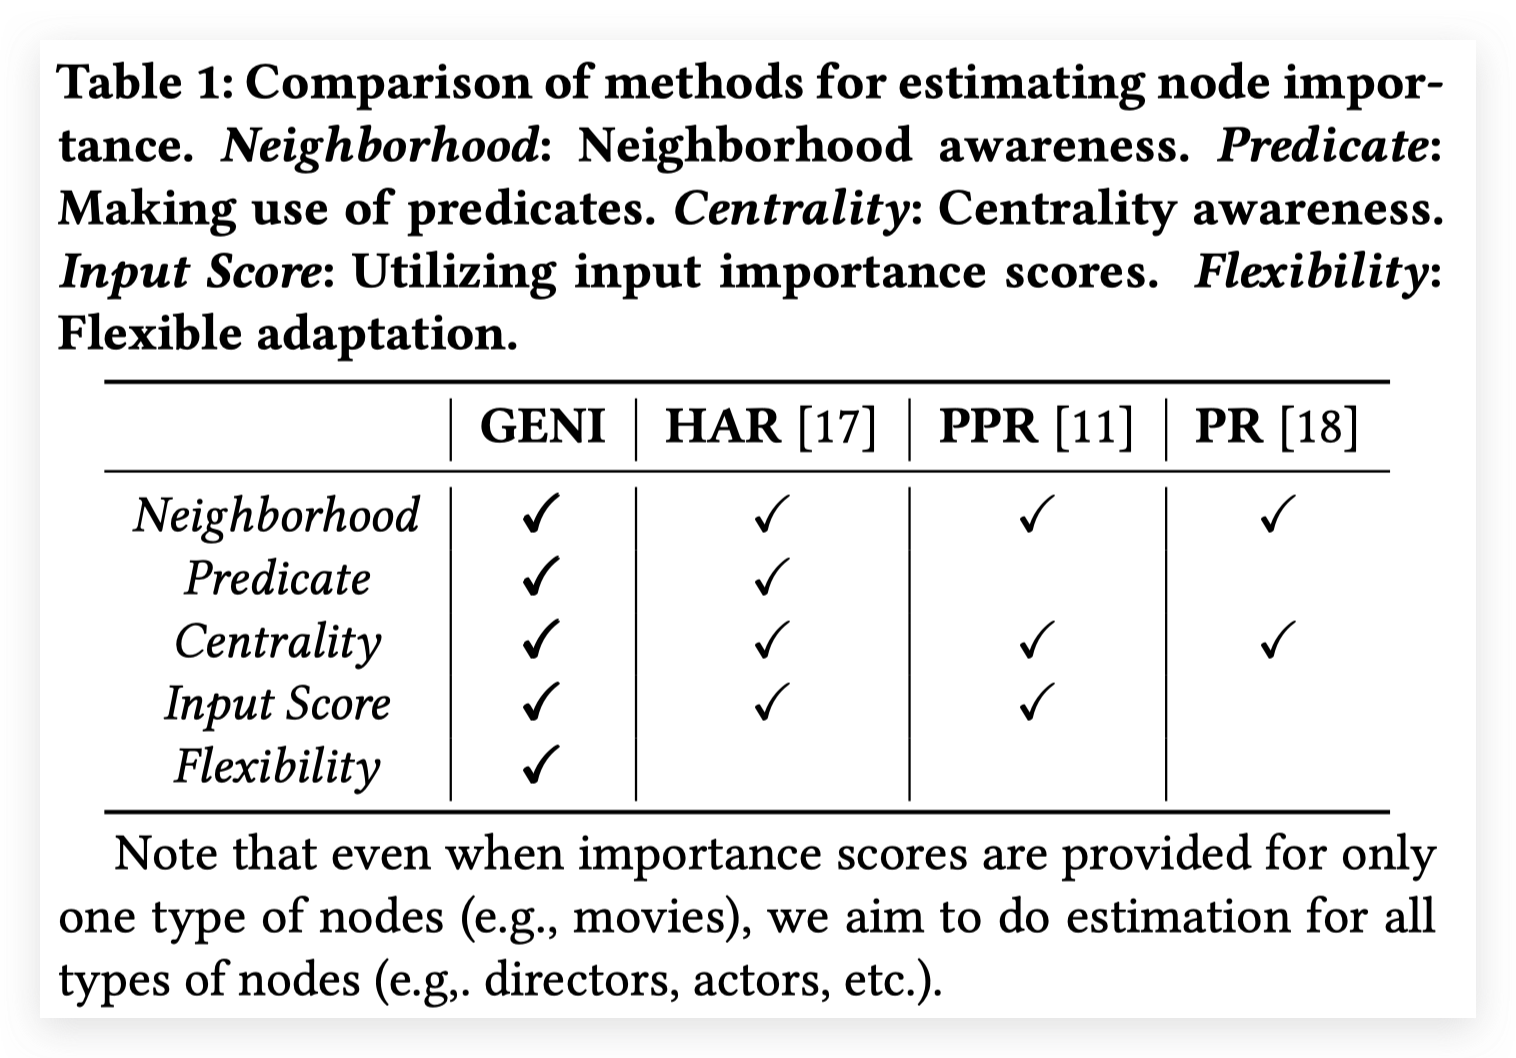 Table 1: Comparison of methods for estimating node impor-
tance. Neighborhood: Neighborhood awareness. Predicate:
Making use of predicates. Centrality: Centrality awareness.
Input Score: Utilizing input importance scores. Flexibility:
Flexible adaptation.
GENI HAR [17] PPR [11] PR [18]
Neighborhood ✓ ✓ ✓ ✓
Predicate ✓ ✓
Centrality ✓ ✓ ✓ ✓
Input Score ✓ ✓ ✓
Flexibility ✓
Note that even when importance scores are provided for only
one type of nodes (e.g., movies), we aim to do estimation for all
types of nodes (e.g,. directors, actors, etc.).